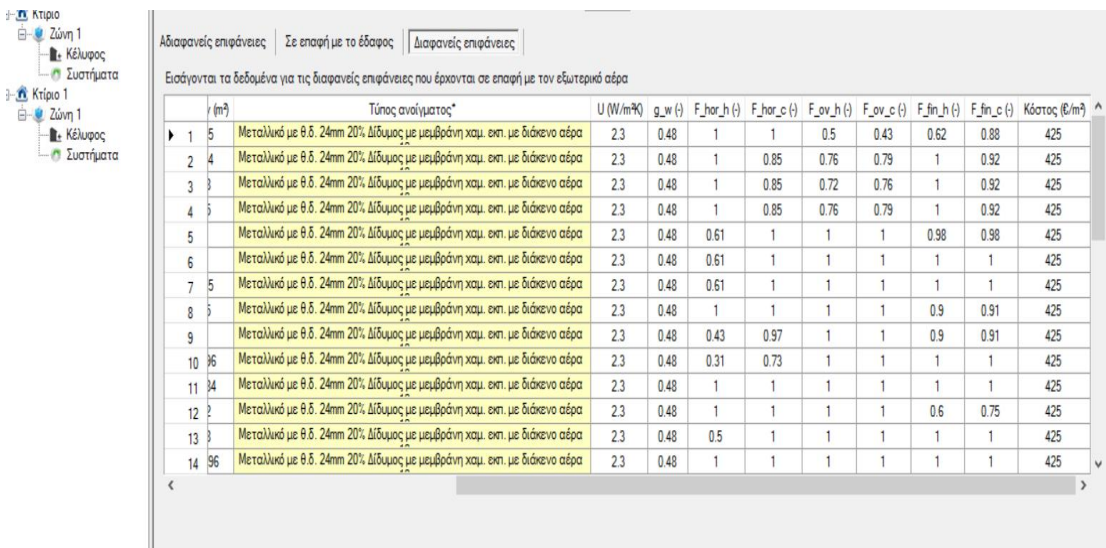 Κτίριο
Ζώνη 1
Κέλυφος
Συστήματα
Κτίριο 1
Ζώνη 1
Κέλυφος
Συστήματα
Αδιαφανείς επιφάνειες Σε επαφή με το έδαφος Διαφανείς επιφάνειες
Εισάγονται τα δεδομένα για τις διαφανείς επιφάνειες που έρχονται σε επαφή με τον εξωτερικό αέρα
(m²) Τύπος ανοίγματος* U (W/m²K) g_w (-) F_hor_h (-) F_hor_c (-) F_ov_h (-) F_ov_c (-) F_fin_h (-) F_fin_c (-) Κόστος (€/m²)
1 5 Μεταλλικό με θ.δ. 24mm 20% Δίδυμος με μεμβράνη χαμ. εκπ. με διάκενο αέρα 2.3 0.48 1 1 0.5 0.43 0.62 0.88 425
2 4 Μεταλλικό με θ.δ. 24mm 20% Δίδυμος με μεμβράνη χαμ. εκπ. με διάκενο αέρα 2.3 0.48 1 0.85 0.76 0.79 1 0.92 425
3 Μεταλλικό με θ.δ. 24mm 20% Δίδυμος με μεμβράνη χαμ. εκπ. με διάκενο αέρα 2.3 0.48 1 0.85 0.72 0.76 1 0.92 425
4 Μεταλλικό με θ.δ. 24mm 20% Δίδυμος με μεμβράνη χαμ. εκπ. με διάκενο αέρα 2.3 0.48 1 0.85 0.76 0.79 1 0.92 425
5 Μεταλλικό με θ.δ. 24mm 20% Δίδυμος με μεμβράνη χαμ. εκπ. με διάκενο αέρα 2.3 0.48 0.61 1 1 1 0.98 0.98 425
6 Μεταλλικό με θ.δ. 24mm 20% Δίδυμος με μεμβράνη χαμ. εκπ. με διάκενο αέρα 2.3 0.48 0.61 1 1 1 1 1 425
7 5 Μεταλλικό με θ.δ. 24mm 20% Δίδυμος με μεμβράνη χαμ. εκπ. με διάκενο αέρα 2.3 0.48 0.61 1 1 1 1 1 425
8 Μεταλλικό με θ.δ. 24mm 20% Δίδυμος με μεμβράνη χαμ. εκπ. με διάκενο αέρα 2.3 0.48 1 1 1 1 0.9 0.91 425
9 Μεταλλικό με θ.δ. 24mm 20% Δίδυμος με μεμβράνη χαμ. εκπ. με διάκενο αέρα 2.3 0.48 0.43 0.97 1 1 0.9 0.91 425
10 96 Μεταλλικό με θ.δ. 24mm 20% Δίδυμος με μεμβράνη χαμ. εκπ. με διάκενο αέρα 2.3 0.48 0.31 0.73 1 1 1 1 425
11 84 Μεταλλικό με θ.δ. 24mm 20% Δίδυμος με μεμβράνη χαμ. εκπ. με διάκενο αέρα 2.3 0.48 1 1 1 1 1 1 425
12 2 Μεταλλικό με θ.δ. 24mm 20% Δίδυμος με μεμβράνη χαμ. εκπ. με διάκενο αέρα 2.3 0.48 1 1 1 1 0.6 0.75 425
13 Μεταλλικό με θ.δ. 24mm 20% Δίδυμος με μεμβράνη χαμ. εκπ. με διάκενο αέρα 2.3 0.48 0.5 1 1 1 1 1 425
14 96 Μεταλλικό με θ.δ. 24mm 20% Δίδυμος με μεμβράνη χαμ. εκπ. με διάκενο αέρα 2.3 0.48 1 1 1 1 1 1 425